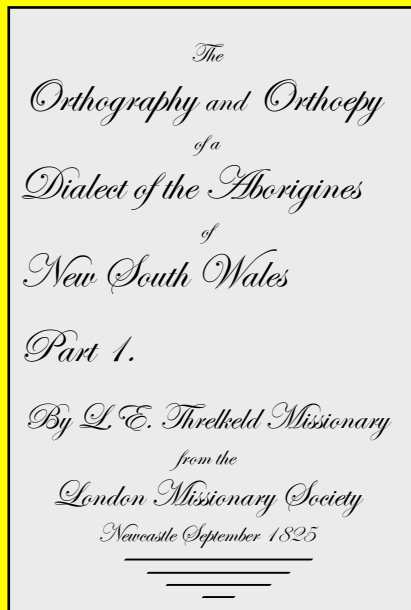 The
Orthography and Orthoepy
of a
Dialect of the Aborigines
of
New South Wales
Part 1.
By L.E. Threlkeld Missionary
from the
London Missionary Society
Newcastle September 1825